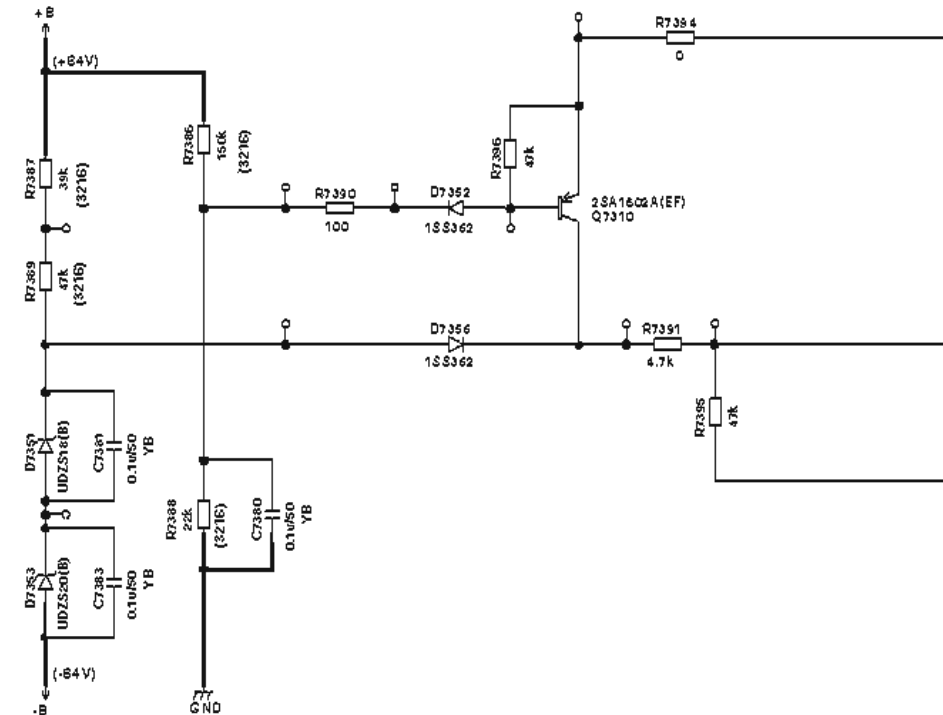 +B
(+64V)
R7387
39k
(3216)
R7389
47k
(3216)
D7351
UDZS18(B)
C7381
0.1u/50
YB
D7353
UDZS20(B)
C7383
0.1u/50
YB
(-64V)
-B
R7386
150k
(3216)
R7388
22k
(3216)
C7380
0.1u/50
YB
GND
R7390
100
D7352
1SS362
R7396
47k
2SA1602A(EF)
Q7310
R7394
0
D7356
1SS362
R7391
4.7k
R7395
47k